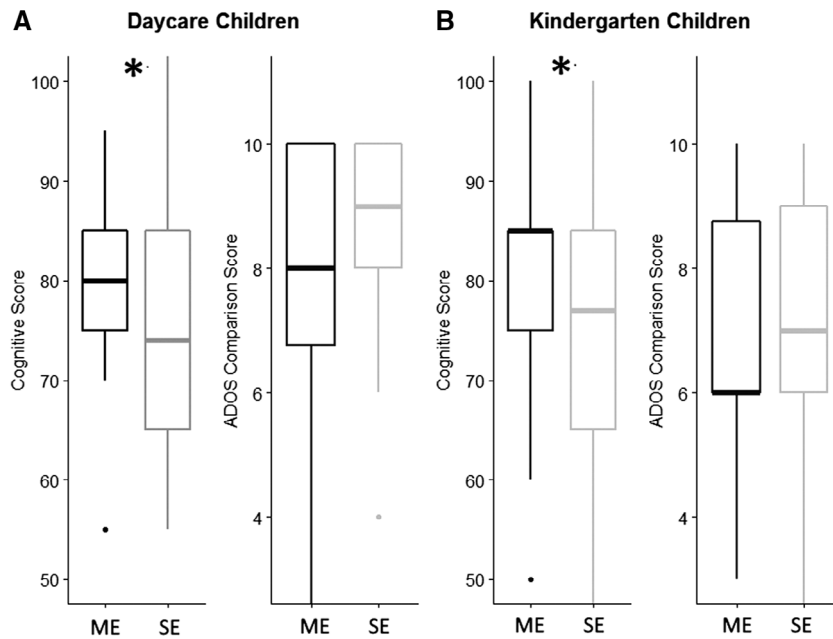 A Daycare Children
B Kindergarten Children
*
*
Cognitive Score
100
90
80
70
60
50
ME SE
ADOS Comparison Score
10
8
6
4
ME SE
Cognitive Score
100
90
80
70
60
50
ME SE
ADOS Comparison Score
10
8
6
4
ME SE